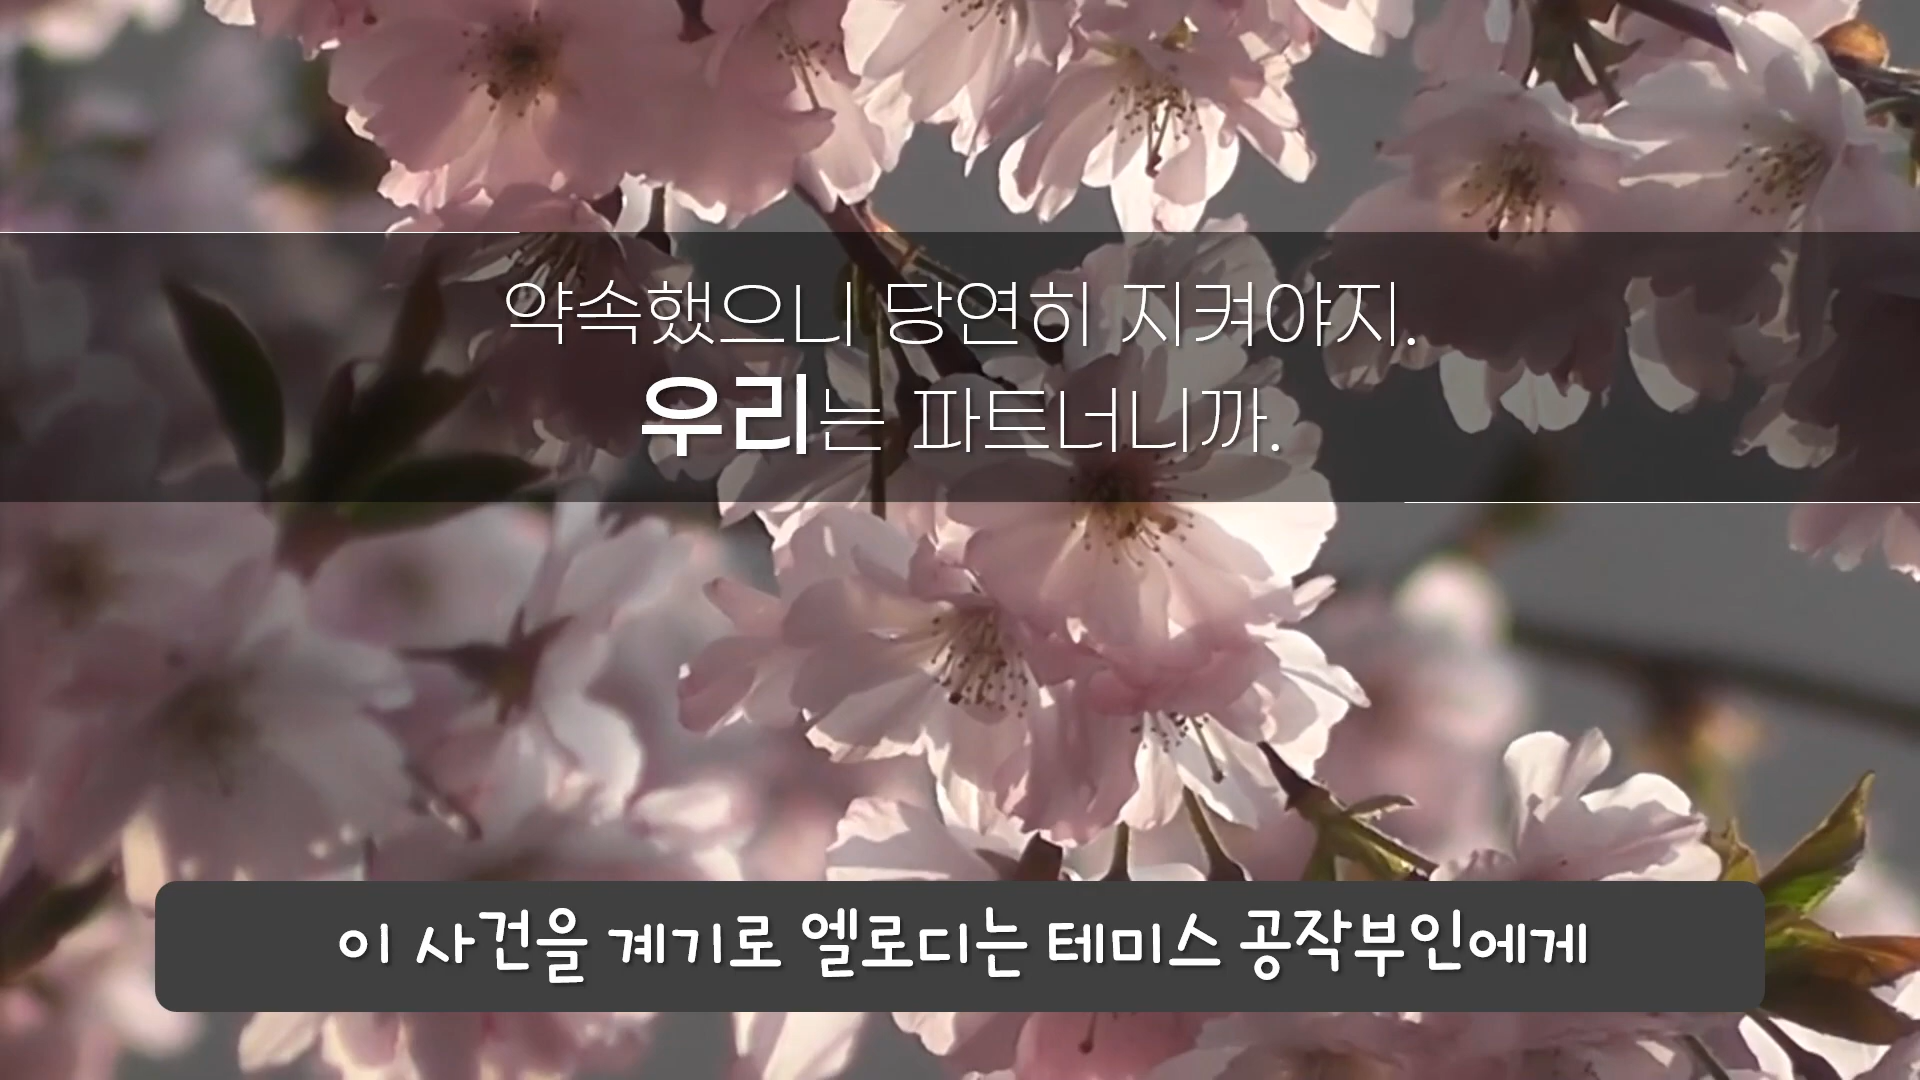 약속했으니 당연히 지켜야지.
우리는 파트너니까.
이 사건을 계기로 엘로디는 테미스 공작부인에게